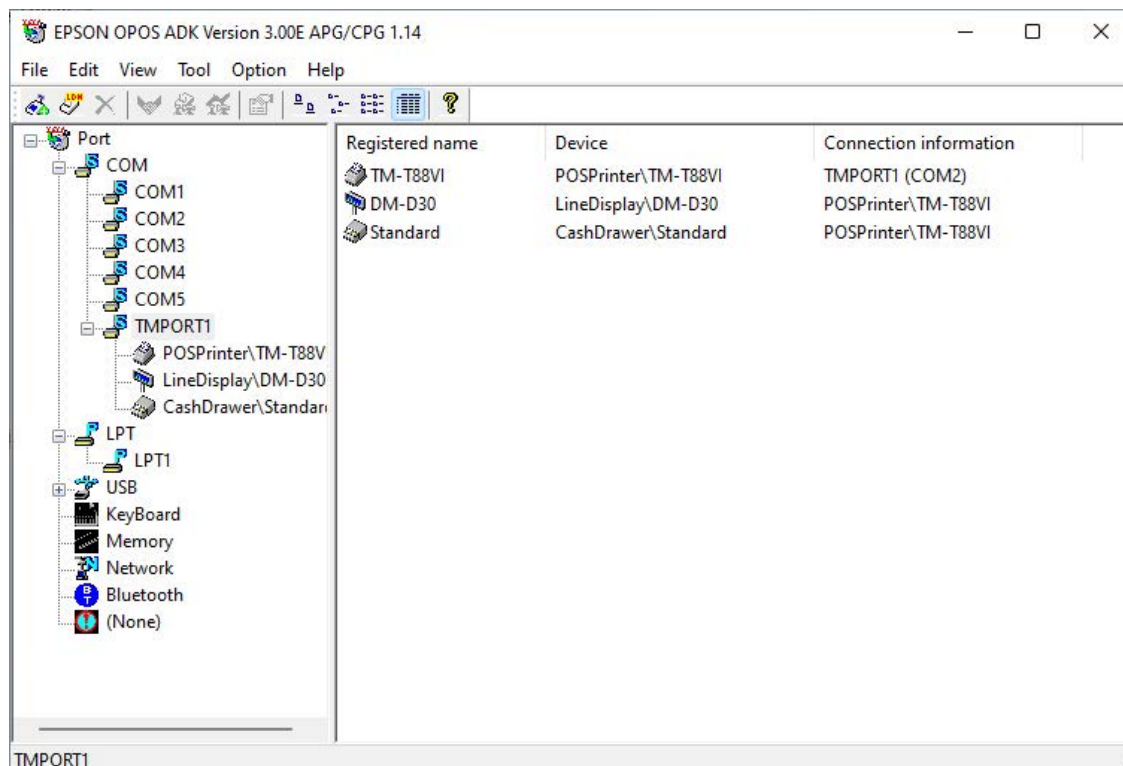 EPSON OPOS ADK Version 3.00E APG/CPG 1.14
File Edit View Tool Option Help
LDN
Port
COM
COM1
COM2
COM3
COM4
COM5
TMPORT1
POSPrinter\TM-T88V
LineDisplay\DM-D30
CashDrawer\Standar
LPT
LPT1
USB
KeyBoard
Memory
Network
Bluetooth
(None)
Registered name Device Connection information
TM-T88VI POSPrinter\TM-T88VI TMPORT1 (COM2)
DM-D30 LineDisplay\DM-D30 POSPrinter\TM-T88VI
Standard CashDrawer\Standard POSPrinter\TM-T88VI
TMPORT1